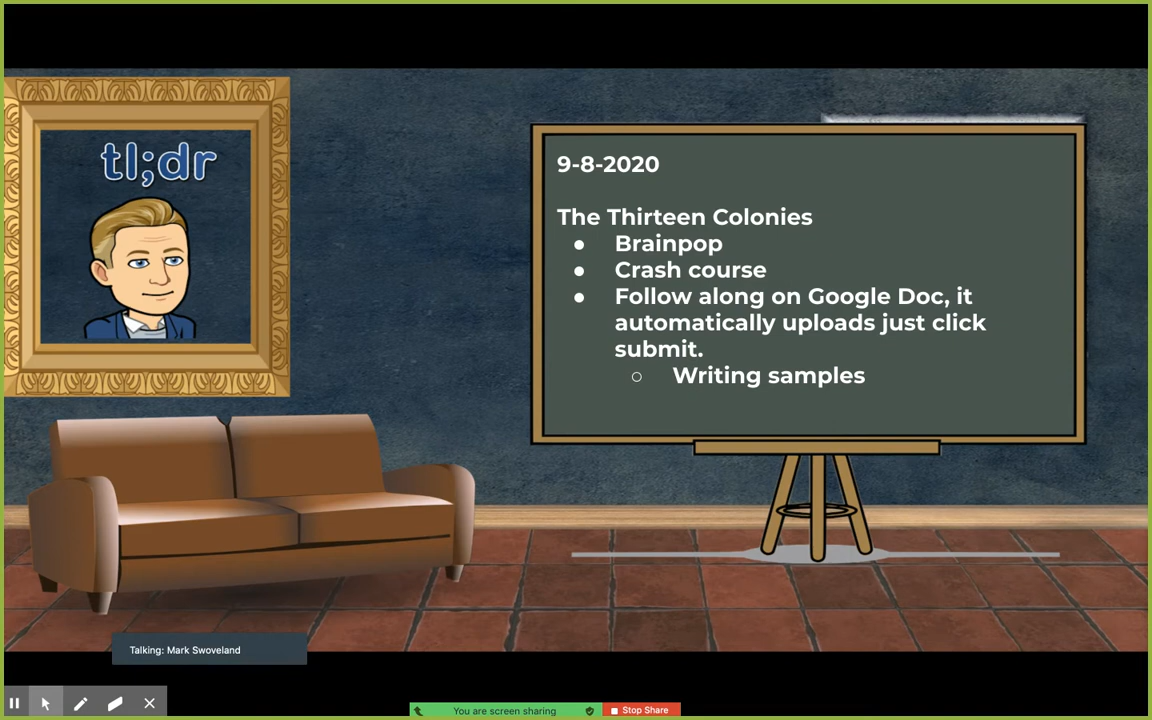 tl;dr
9-8-2020
The Thirteen Colonies
● Brainpop
● Crash course
● Follow along on Google Doc, it
automatically uploads just click
submit.
○ Writing samples
Talking: Mark Swoveland
You are screen sharing
Stop Share